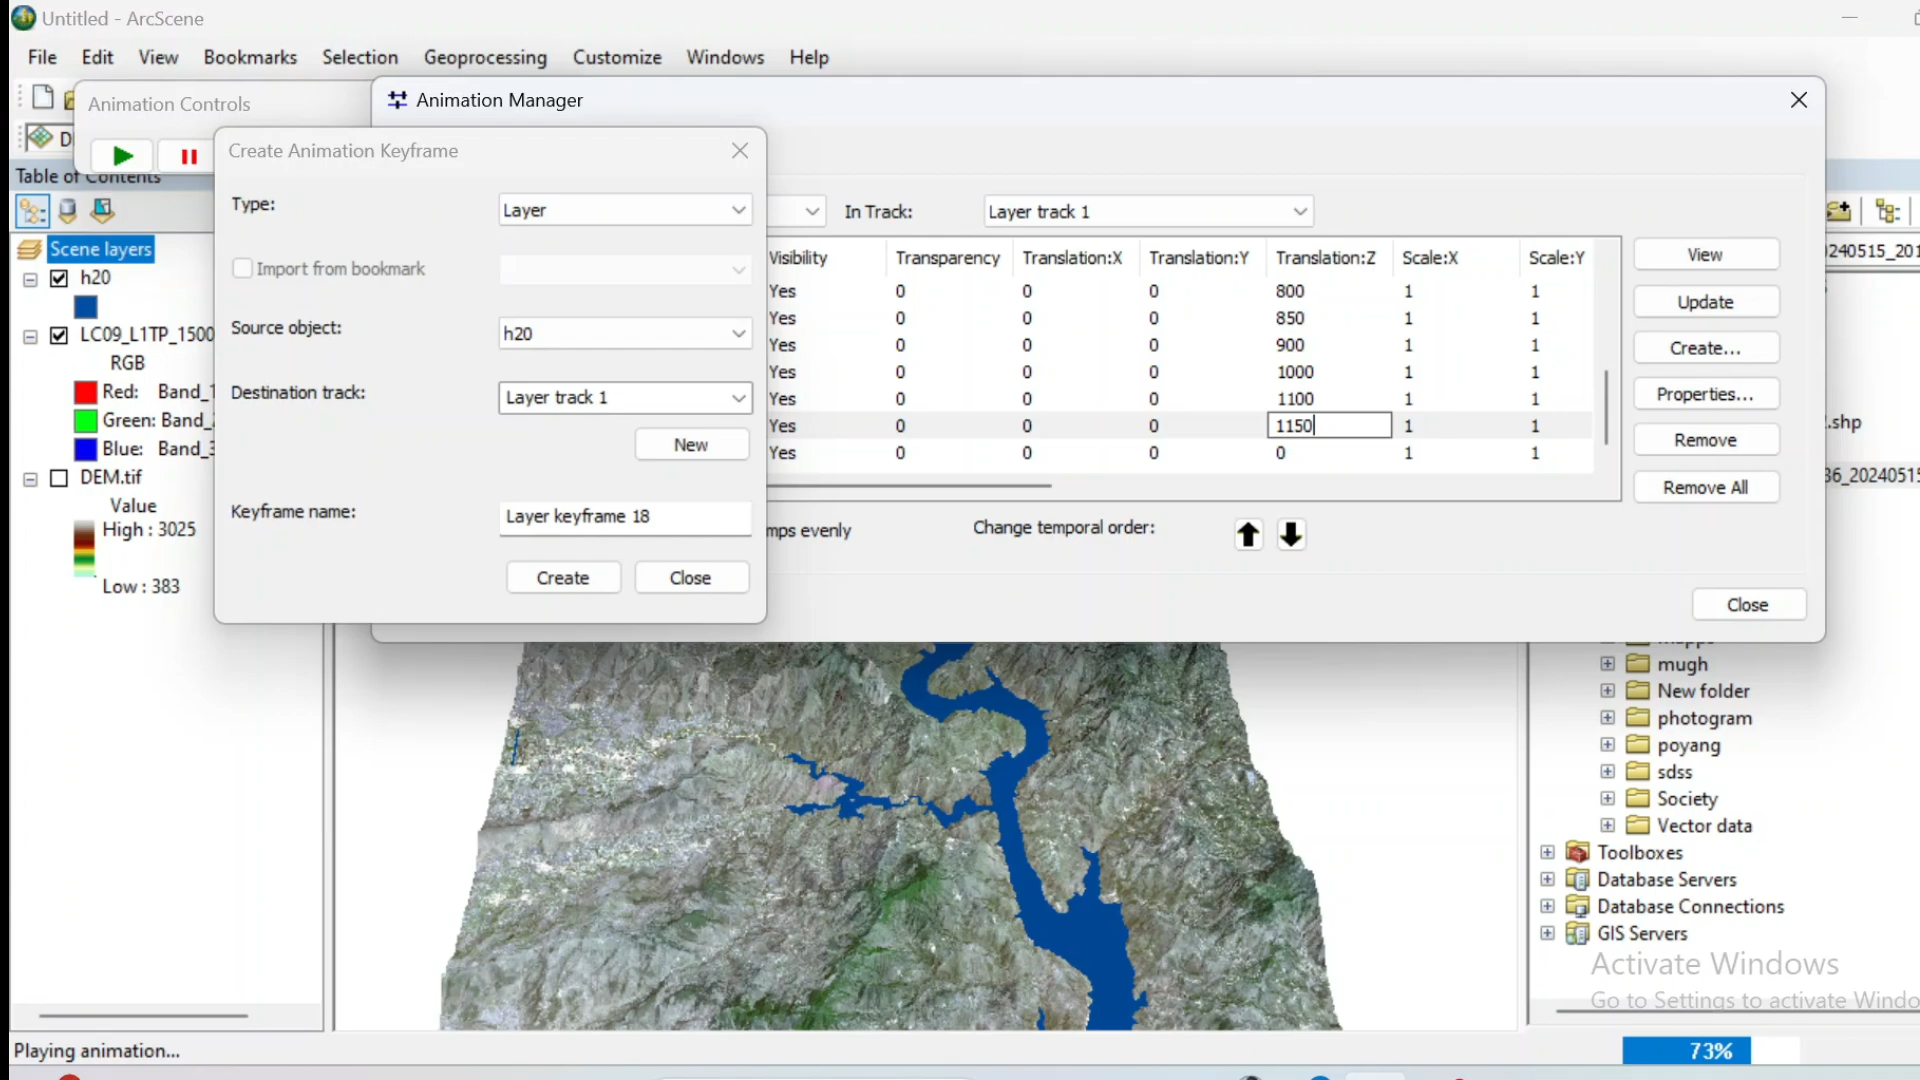 Untitled - ArcScene
File Edit View Bookmarks Selection Geoprocessing Customize Windows Help
Animation Controls
Animation Manager
Create Animation Keyframe
Table of Contents
Type: Layer
In Track: Layer track 1
Scene layers
Import from bookmark
h20
Source object: h20
LC09_L1TP_1500
RGB
Red: Band_1
Green: Band_
Blue: Band_3
Destination track: Layer track 1
New
DEM.tif
Value
High : 3025
Low : 383
Keyframe name: Layer keyframe 18
Create Close
Visibility Transparency Translation:X Translation:Y Translation:Z Scale:X Scale:Y
Yes 0 0 0 800 1 1
Yes 0 0 0 850 1 1
Yes 0 0 0 900 1 1
Yes 0 0 0 1000 1 1
Yes 0 0 0 1100 1 1
Yes 0 0 0 1150 1 1
Yes 0 0 0 0 1 1
View
Update
Create...
Properties...
Remove
Remove All
mps evenly
Change temporal order:
Close
0240515_201
.shp
36_20240515
mugh
New folder
photogram
poyang
sdss
Society
Vector data
Toolboxes
Database Servers
Database Connections
GIS Servers
Activate Windows
Go to Settings to activate Windo
Playing animation...
73%